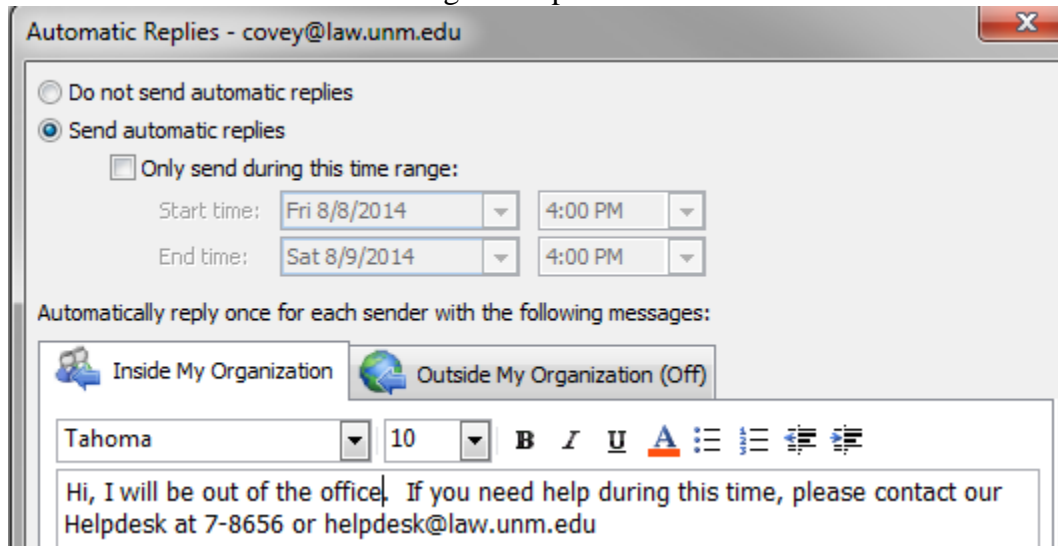 Automatic Replies - covey@law.unm.edu
Do not send automatic replies
Send automatic replies
Only send during this time range:
Start time: Fri 8/8/2014 4:00 PM
End time: Sat 8/9/2014 4:00 PM
Automatically reply once for each sender with the following messages:
Inside My Organization Outside My Organization (Off)
Tahoma 10 B I U A
Hi, I will be out of the office.  If you need help during this time, please contact our
Helpdesk at 7-8656 or helpdesk@law.unm.edu